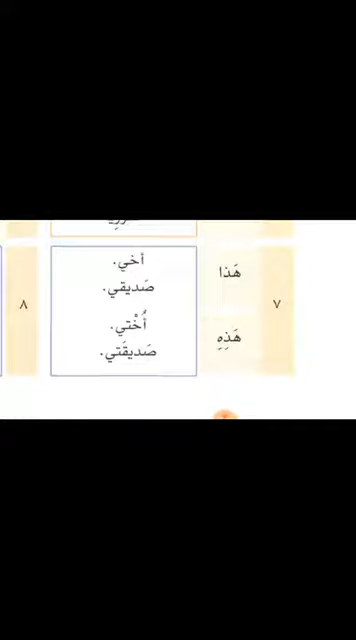 أخي.
هَذا
صَديقي.
٧
٨
أُخْتي.
هَذِهِ
صَديقَتي.